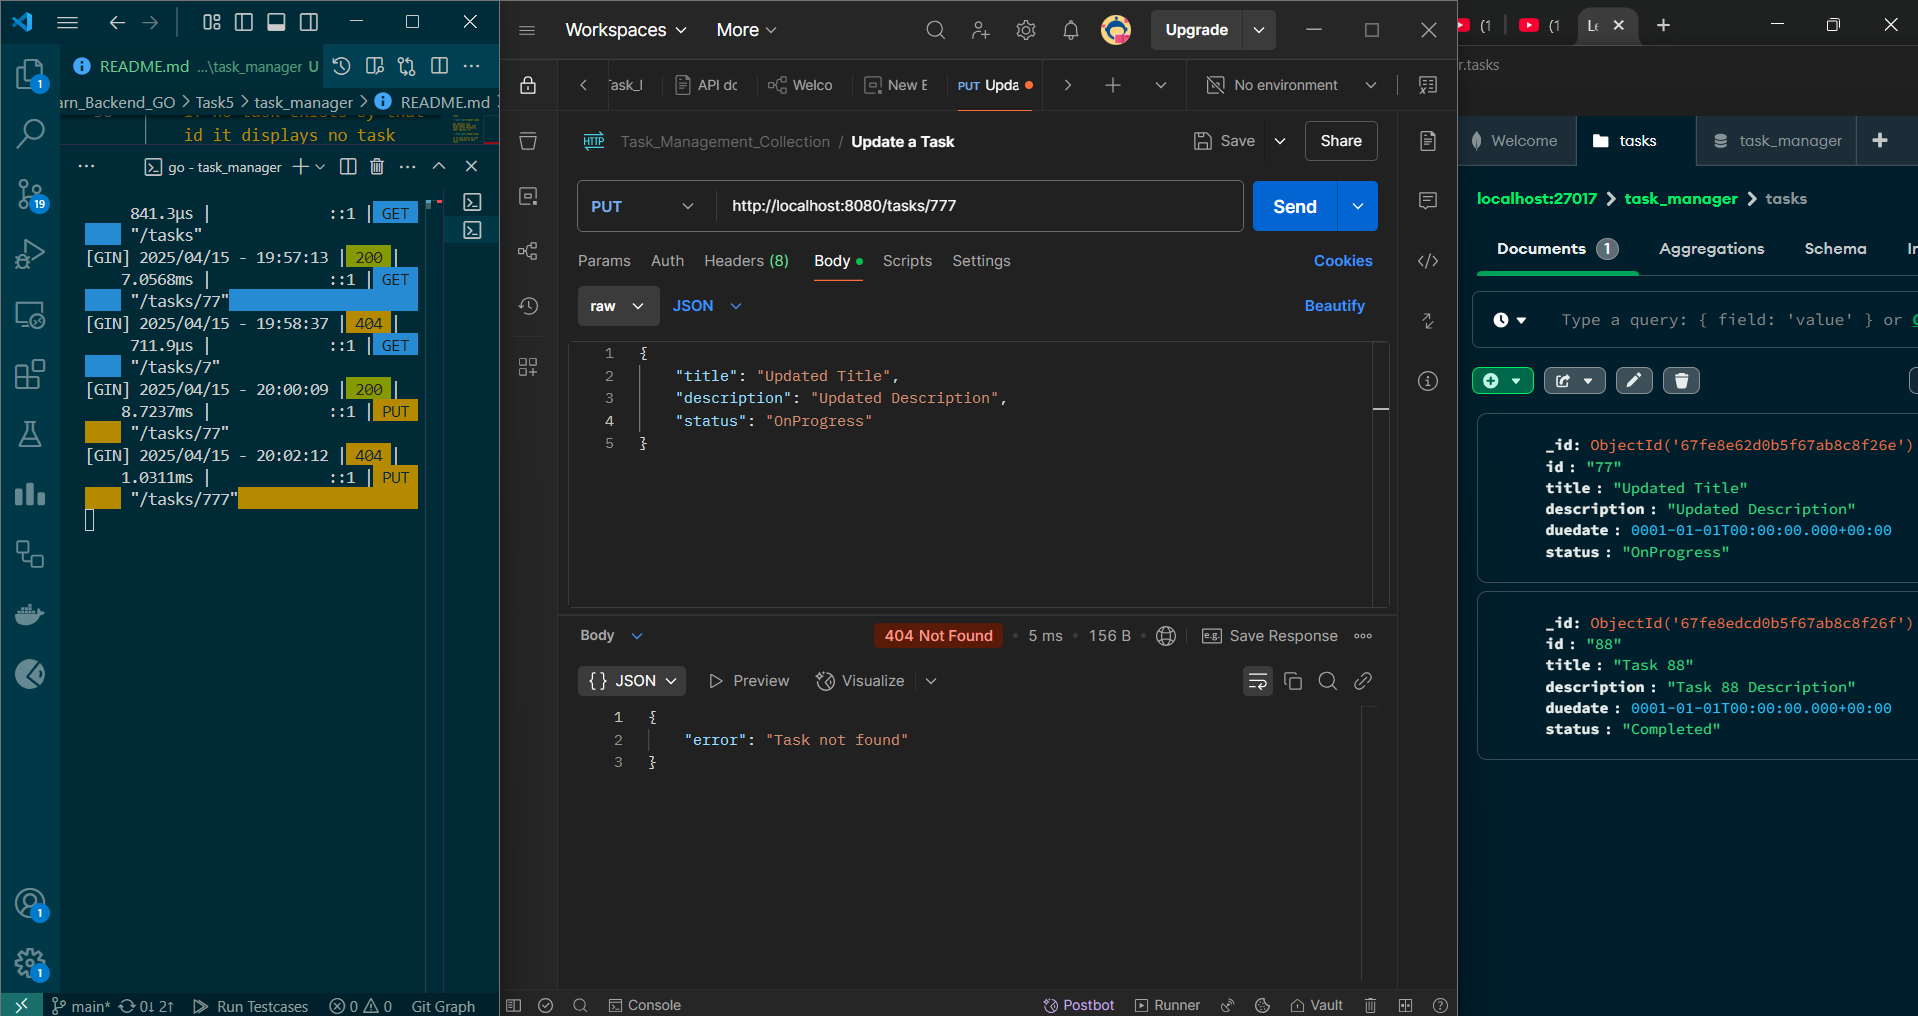 README.md ...\task_manager U
arn_Backend_GO > Task5 > task_manager > README.md
id it displays no task
go - task_manager
841.3µs | ::1 | GET
"/tasks"
[GIN] 2025/04/15 - 19:57:13 | 200 |
7.0568ms | ::1 | GET
"/tasks/77"
[GIN] 2025/04/15 - 19:58:37 | 404 |
711.9µs | ::1 | GET
"/tasks/7"
[GIN] 2025/04/15 - 20:00:09 | 200 |
8.7237ms | ::1 | PUT
"/tasks/77"
[GIN] 2025/04/15 - 20:02:12 | 404 |
1.0311ms | ::1 | PUT
"/tasks/777"
1
19
1
1
main* 0↓ 2↑ Run Testcases 0 0 Git Graph
Workspaces More Upgrade
ask_I API dc Welco New E PUT Upda No environment
HTTP Task_Management_Collection / Update a Task Save Share
PUT http://localhost:8080/tasks/777 Send
Params Auth Headers (8) Body Scripts Settings Cookies
raw JSON Beautify
1 {
2 "title": "Updated Title",
3 "description": "Updated Description",
4 "status": "OnProgress"
5 }
Body 404 Not Found • 5 ms • 156 B e.g. Save Response
{} JSON Preview Visualize
1 {
2 "error": "Task not found"
3 }
Console Postbot Runner Vault
(1 (1 Le
r.tasks
Welcome tasks task_manager
localhost:27017 > task_manager > tasks
Documents 1 Aggregations Schema In
Type a query: { field: 'value' } or G
_id: ObjectId('67fe8e62d0b5f67ab8c8f26e')
id : "77"
title : "Updated Title"
description : "Updated Description"
duedate : 0001-01-01T00:00:00.000+00:00
status : "OnProgress"
_id: ObjectId('67fe8edcd0b5f67ab8c8f26f')
id : "88"
title : "Task 88"
description : "Task 88 Description"
duedate : 0001-01-01T00:00:00.000+00:00
status : "Completed"